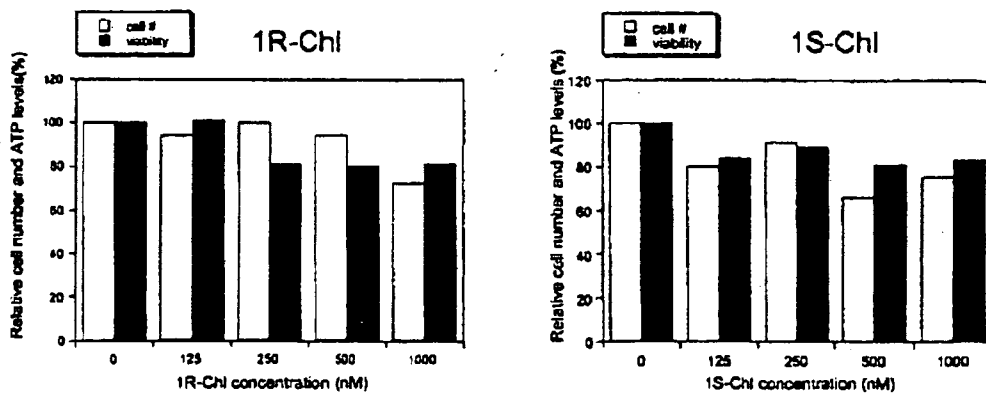 cell #
viability
1R-Chl
Relative cell number and ATP levels(%)
120
100
80
60
40
20
0
0 125 250 500 1000
1R-Chl concentration (nM)
cell #
viability
1S-Chl
Relative cell number and ATP levels (%)
120
100
80
60
40
20
0
0 125 250 500 1000
1S-Chl concentration (nM)